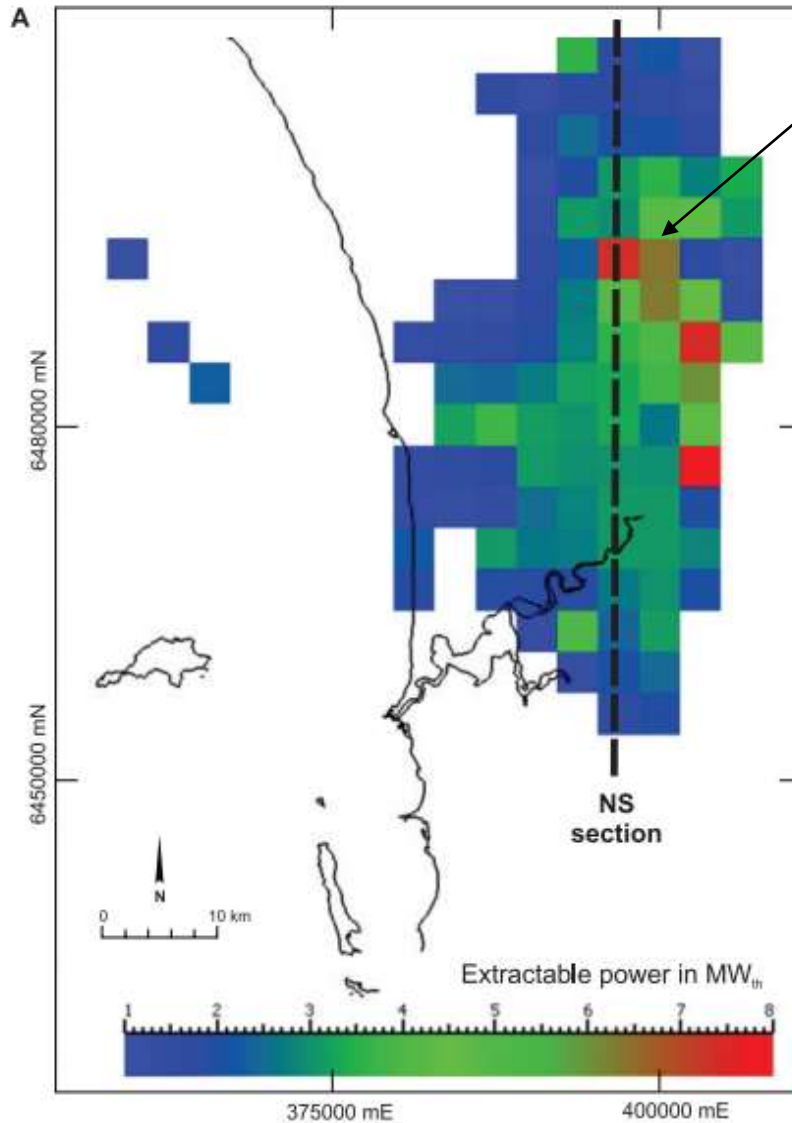 A
6480000 mN
6450000 mN
NS
section
N
0 10 km
Extractable power in MWth
1 2 3 4 5 6 7 8
375000 mE 400000 mE